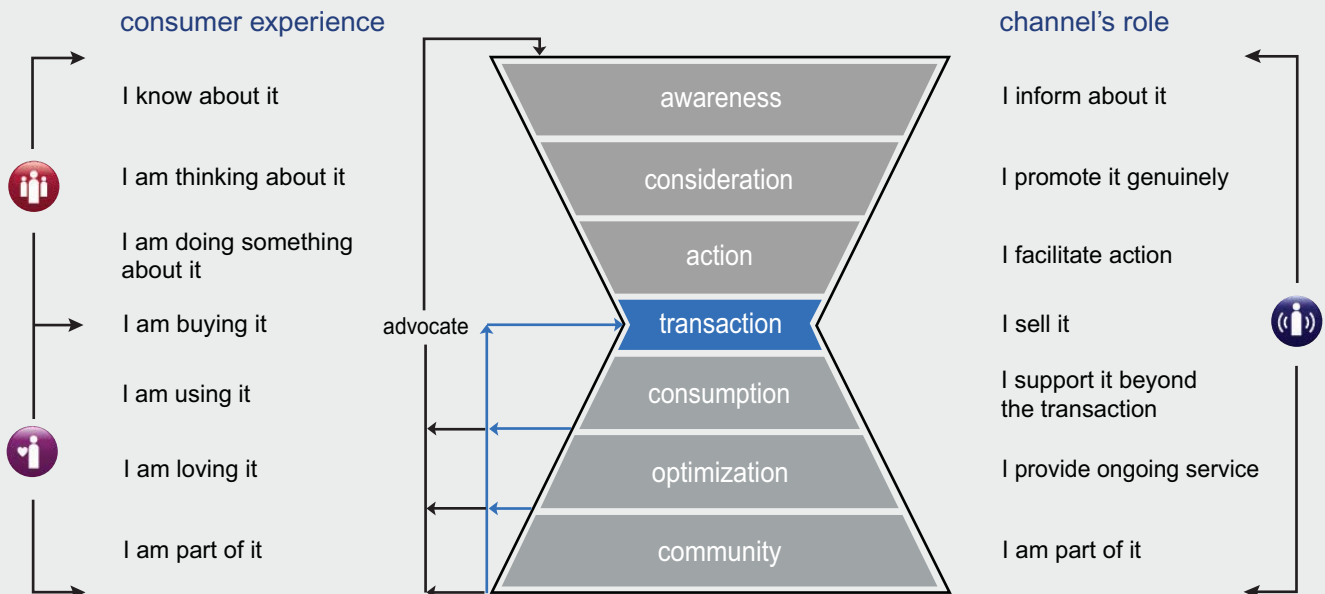 consumer experience
channel's role
I know about it
awareness
I inform about it
I am thinking about it
consideration
I promote it genuinely
I am doing something
about it
action
I facilitate action
I am buying it
advocate
transaction
I sell it
I am using it
consumption
I support it beyond
the transaction
I am loving it
optimization
I provide ongoing service
I am part of it
community
I am part of it